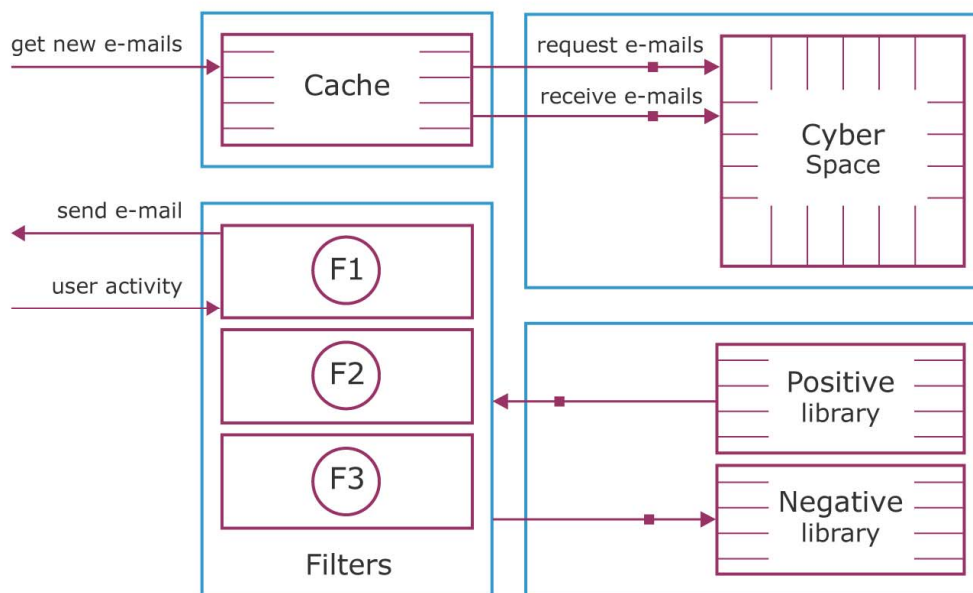 get new e-mails
Cache
request e-mails
receive e-mails
Cyber
Space
send e-mail
user activity
F1
F2
F3
Filters
Positive
library
Negative
library